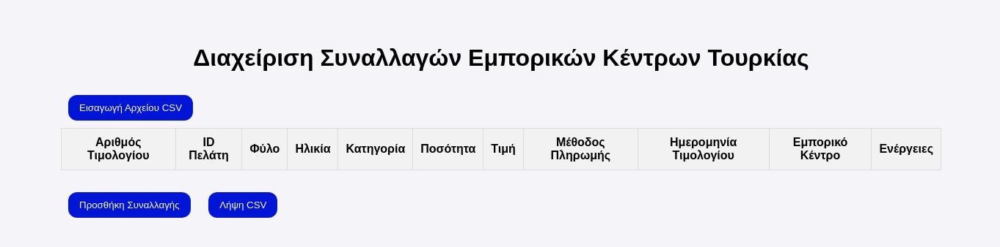 Διαχείριση Συναλλαγών Εμπορικών Κέντρων Τουρκίας
Εισαγωγή Αρχείου CSV
Αριθμός Τιμολογίου
ID Πελάτη
Φύλο
Ηλικία
Κατηγορία
Ποσότητα
Τιμή
Μέθοδος Πληρωμής
Ημερομηνία Τιμολογίου
Εμπορικό Κέντρο
Ενέργειες
Προσθήκη Συναλλαγής
Λήψη CSV